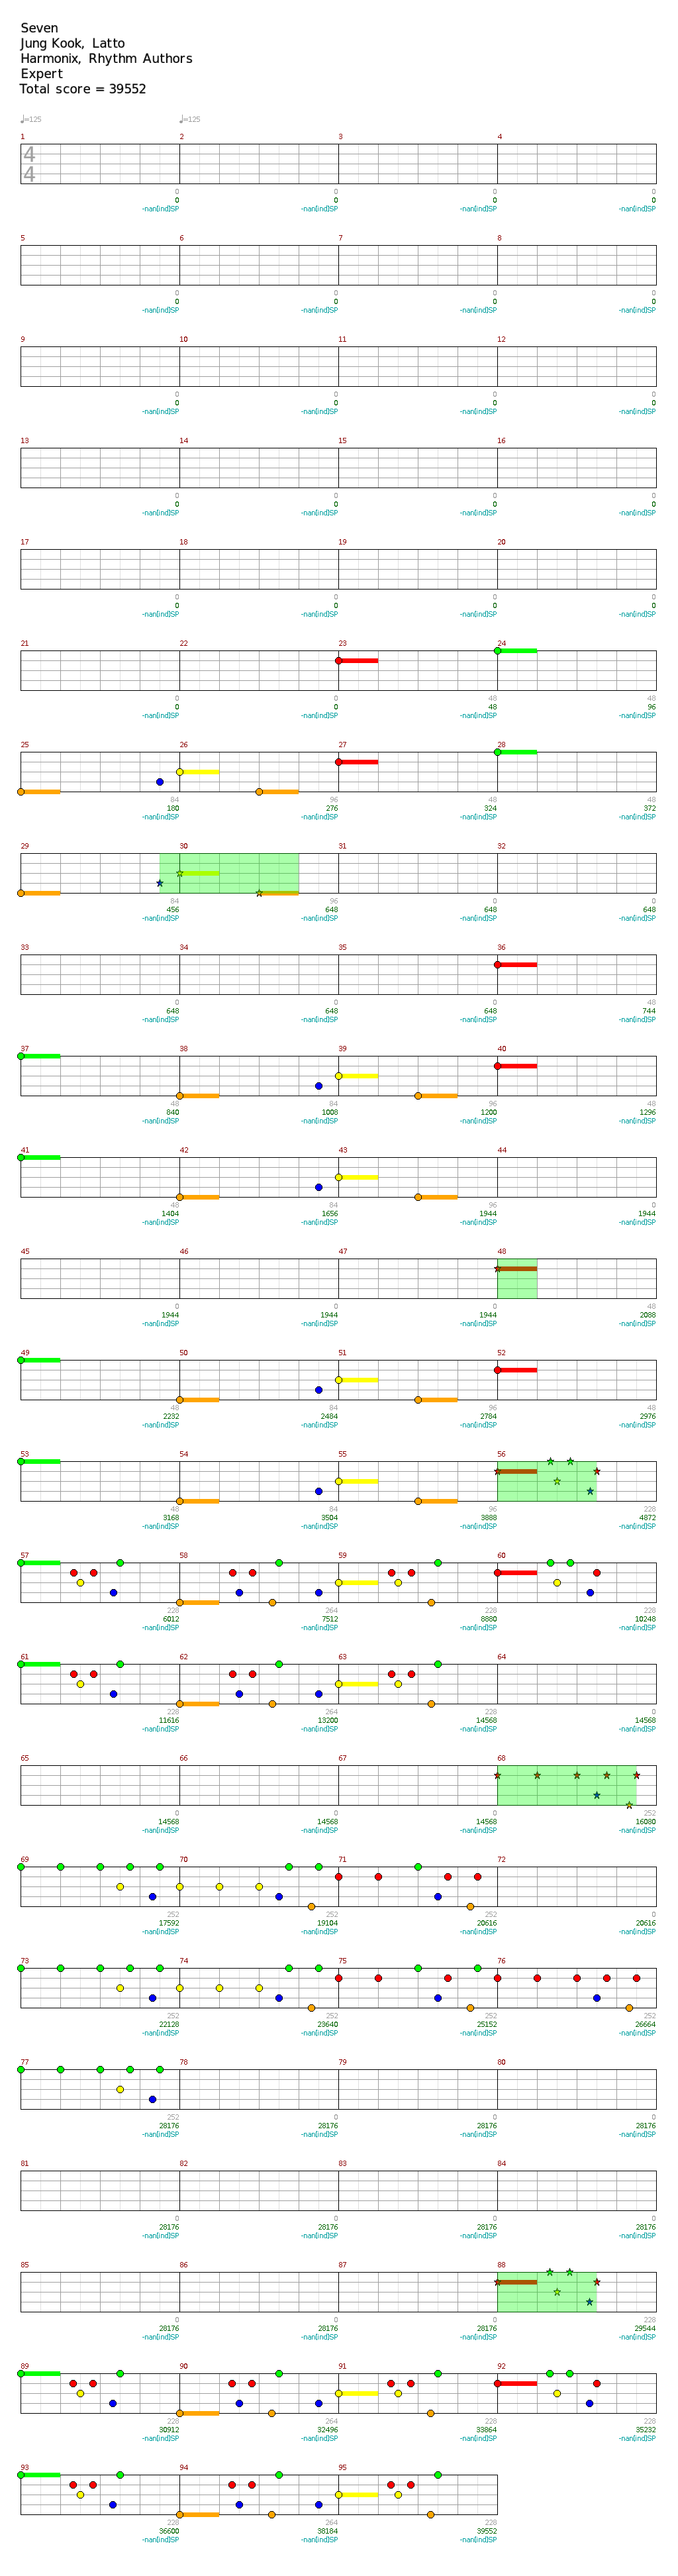 Seven
Jung Kook, Latto
Harmonix, Rhythm Authors
Expert
Total score = 39552
♩=125 ♩=125
1 2 3 4
4
4
0 0 0 0
0 0 0 0
-nan[ind]SP -nan[ind]SP -nan[ind]SP -nan[ind]SP
5 6 7 8
0 0 0 0
0 0 0 0
-nan[ind]SP -nan[ind]SP -nan[ind]SP -nan[ind]SP
9 10 11 12
0 0 0 0
0 0 0 0
-nan[ind]SP -nan[ind]SP -nan[ind]SP -nan[ind]SP
13 14 15 16
0 0 0 0
0 0 0 0
-nan[ind]SP -nan[ind]SP -nan[ind]SP -nan[ind]SP
17 18 19 20
0 0 0 0
0 0 0 0
-nan[ind]SP -nan[ind]SP -nan[ind]SP -nan[ind]SP
21 22 23 24
0 0 48 48
0 0 48 96
-nan[ind]SP -nan[ind]SP -nan[ind]SP -nan[ind]SP
25 26 27 28
84 96 48 48
180 276 324 372
-nan[ind]SP -nan[ind]SP -nan[ind]SP -nan[ind]SP
29 30 31 32
84 96 0 0
456 648 648 648
-nan[ind]SP -nan[ind]SP -nan[ind]SP -nan[ind]SP
33 34 35 36
0 0 0 48
648 648 648 744
-nan[ind]SP -nan[ind]SP -nan[ind]SP -nan[ind]SP
37 38 39 40
48 84 96 48
840 1008 1200 1296
-nan[ind]SP -nan[ind]SP -nan[ind]SP -nan[ind]SP
41 42 43 44
48 84 96 0
1404 1656 1944 1944
-nan[ind]SP -nan[ind]SP -nan[ind]SP -nan[ind]SP
45 46 47 48
0 0 0 48
1944 1944 1944 2088
-nan[ind]SP -nan[ind]SP -nan[ind]SP -nan[ind]SP
49 50 51 52
48 84 96 48
2232 2484 2784 2976
-nan[ind]SP -nan[ind]SP -nan[ind]SP -nan[ind]SP
53 54 55 56
48 84 96 228
3168 3504 3888 4872
-nan[ind]SP -nan[ind]SP -nan[ind]SP -nan[ind]SP
57 58 59 60
228 264 228 228
6012 7512 8880 10248
-nan[ind]SP -nan[ind]SP -nan[ind]SP -nan[ind]SP
61 62 63 64
228 264 228 0
11616 13200 14568 14568
-nan[ind]SP -nan[ind]SP -nan[ind]SP -nan[ind]SP
65 66 67 68
0 0 0 252
14568 14568 14568 16080
-nan[ind]SP -nan[ind]SP -nan[ind]SP -nan[ind]SP
69 70 71 72
252 252 252 0
17592 19104 20616 20616
-nan[ind]SP -nan[ind]SP -nan[ind]SP -nan[ind]SP
73 74 75 76
252 252 252 252
22128 23640 25152 26664
-nan[ind]SP -nan[ind]SP -nan[ind]SP -nan[ind]SP
77 78 79 80
252 0 0 0
28176 28176 28176 28176
-nan[ind]SP -nan[ind]SP -nan[ind]SP -nan[ind]SP
81 82 83 84
0 0 0 0
28176 28176 28176 28176
-nan[ind]SP -nan[ind]SP -nan[ind]SP -nan[ind]SP
85 86 87 88
0 0 0 228
28176 28176 28176 29544
-nan[ind]SP -nan[ind]SP -nan[ind]SP -nan[ind]SP
89 90 91 92
228 264 228 228
30912 32496 33864 35232
-nan[ind]SP -nan[ind]SP -nan[ind]SP -nan[ind]SP
93 94 95
228 264 228
36600 38184 39552
-nan[ind]SP -nan[ind]SP -nan[ind]SP